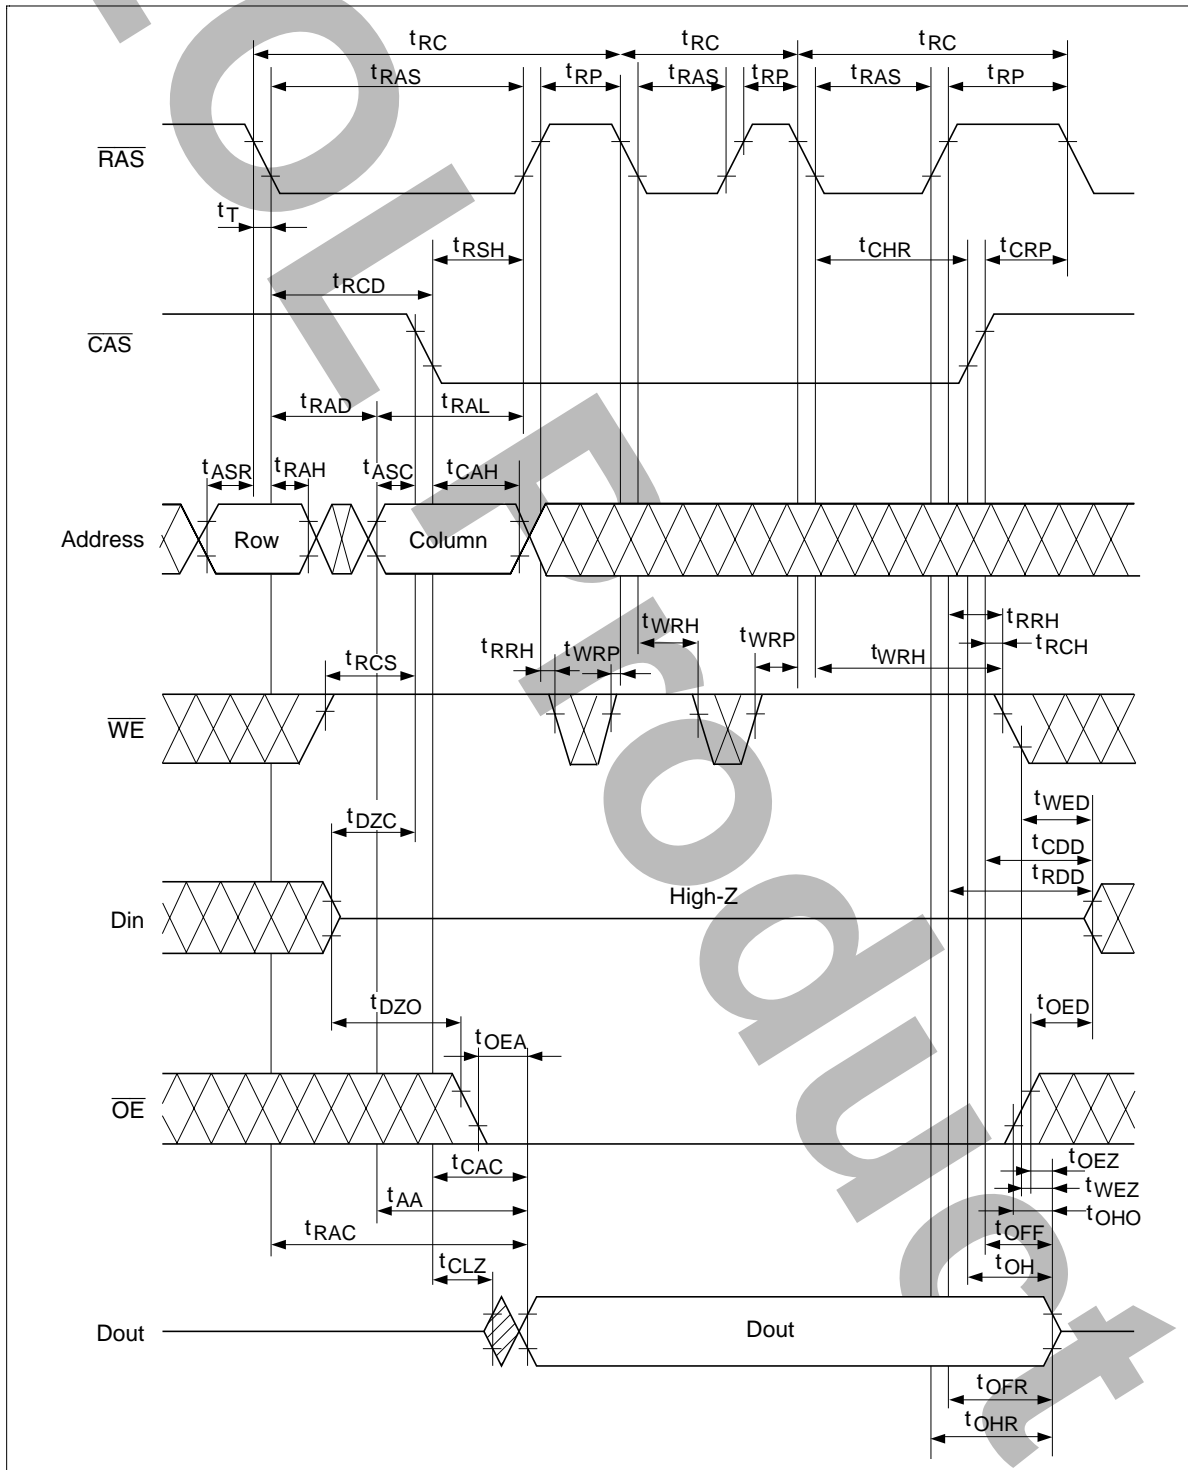 tRC tRC tRC
tRAS tRP tRAS tRP tRAS tRP
RAS
tT
tRSH tCHR tCRP
tRCD
CAS
tRAD tRAL
tASR tRAH tASC tCAH
Address Row Column
tRRH
tWRH tWRP tRCH
tRRH tWRP tWRH
tRCS
WE
tWED
tDZC
tCDD
tRDD
High-Z
Din
tDZO tOED
tOEA
OE
tCAC tOEZ
tAA tWEZ
tOHO
tRAC tOFF
tCLZ tOH
Dout Dout
tOFR
tOHR
OL Product